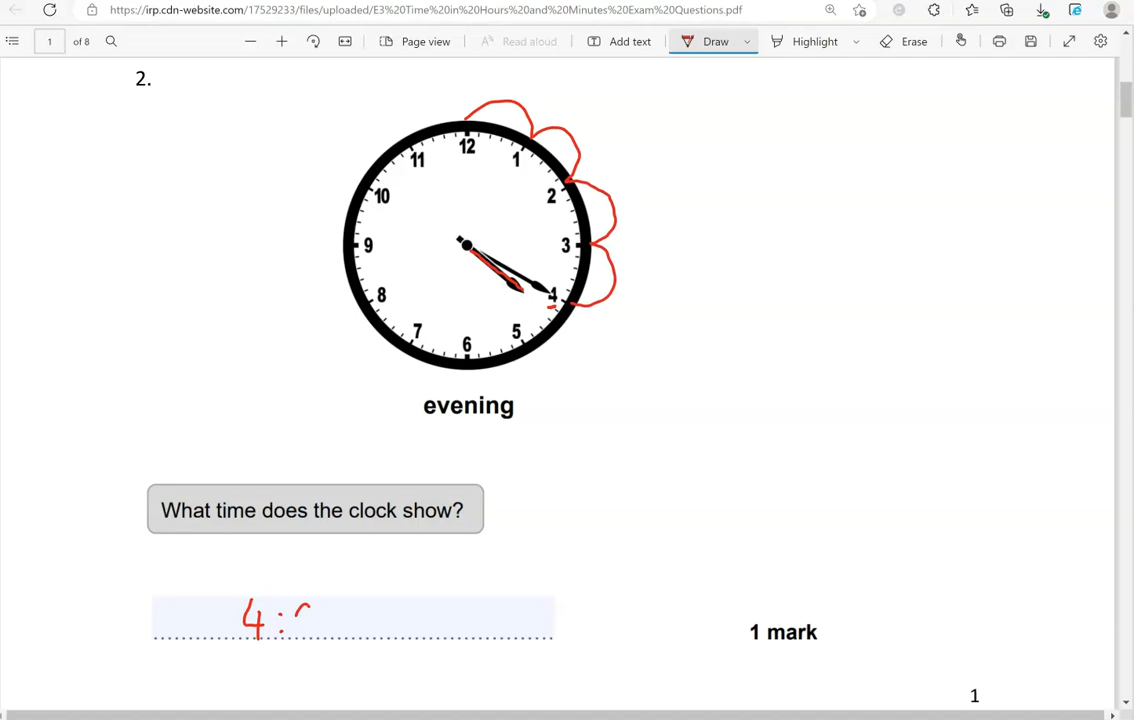 https://irp.cdn-website.com/17529233/files/uploaded/E3%20Time%20in%20Hours%20and%20Minutes%20Exam%20Questions.pdf
1 of 8 Page view Read aloud Add text Draw Highlight Erase
2.
12
11 1
10 2
9 3
8 4
7 5
6
evening
What time does the clock show?
4:
1 mark
1